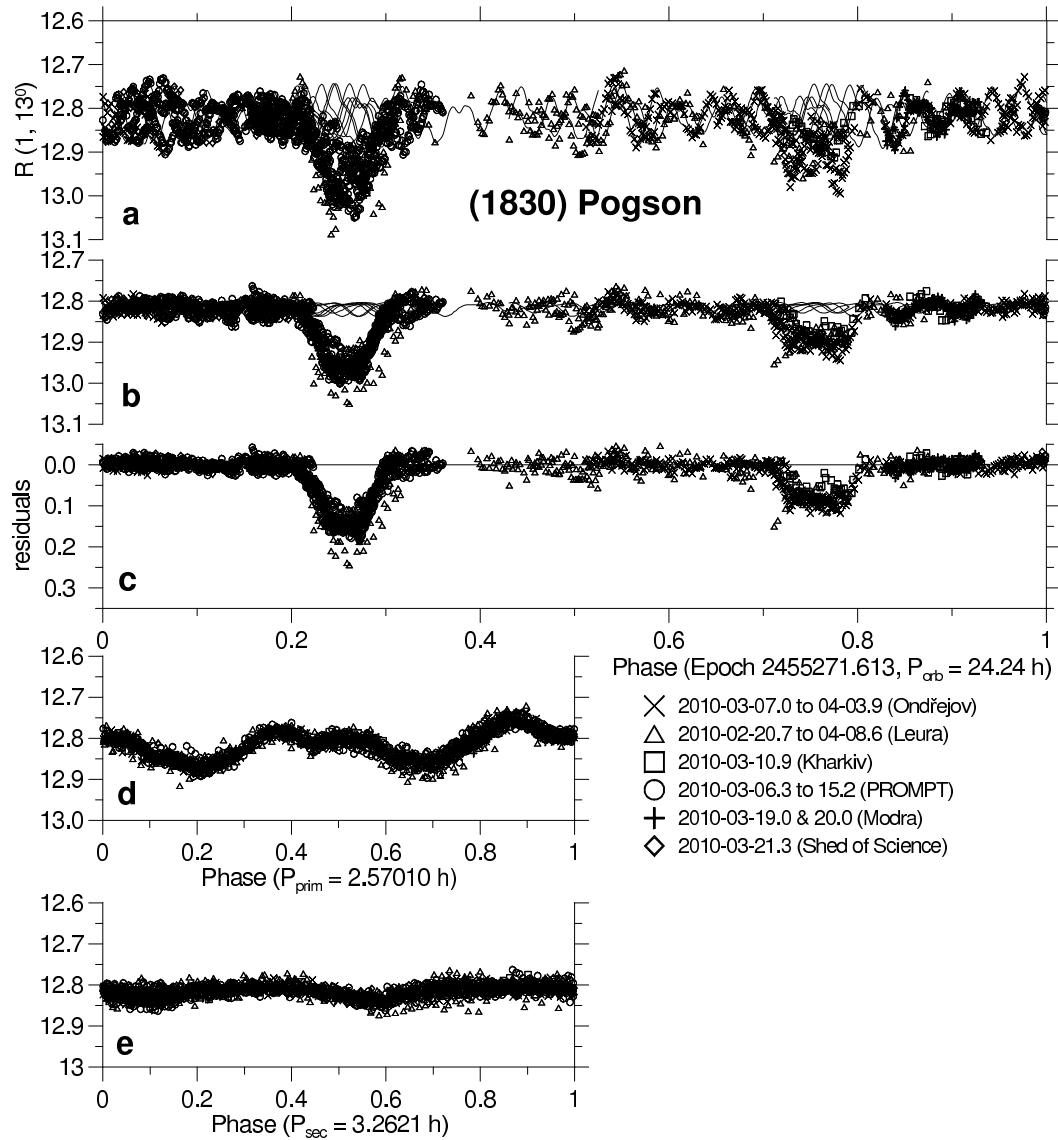 12.6
12.7
12.8
12.9
13.0
13.1
R (1, 13⁰)
a
(1830) Pogson
12.7
12.8
12.9
13.0
13.1
b
0.0
0.1
0.2
0.3
residuals
c
0 0.2 0.4 0.6 0.8 1
Phase (Epoch 2455271.613, Porb = 24.24 h)
2010-03-07.0 to 04-03.9 (Ondřejov)
2010-02-20.7 to 04-08.6 (Leura)
2010-03-10.9 (Kharkiv)
2010-03-06.3 to 15.2 (PROMPT)
2010-03-19.0 & 20.0 (Modra)
2010-03-21.3 (Shed of Science)
12.6
12.7
12.8
12.9
13.0
d
0 0.2 0.4 0.6 0.8 1
Phase (Pprim = 2.57010 h)
12.6
12.7
12.8
12.9
13
e
0 0.2 0.4 0.6 0.8 1
Phase (Psec = 3.2621 h)